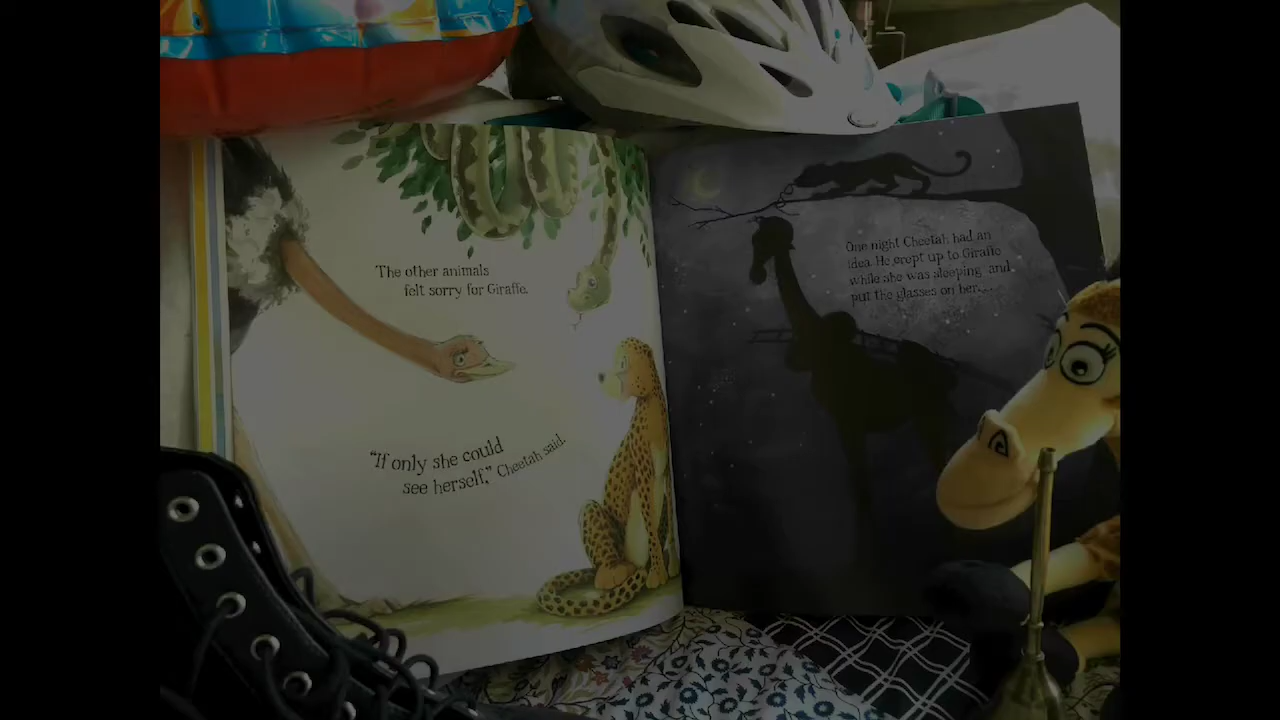 The other animals
felt sorry for Giraffe.
"If only she could
see herself," Cheetah said.
One night Cheetah had an
idea. He crept up to Giraffe
while she was sleeping and
put the glasses on her....